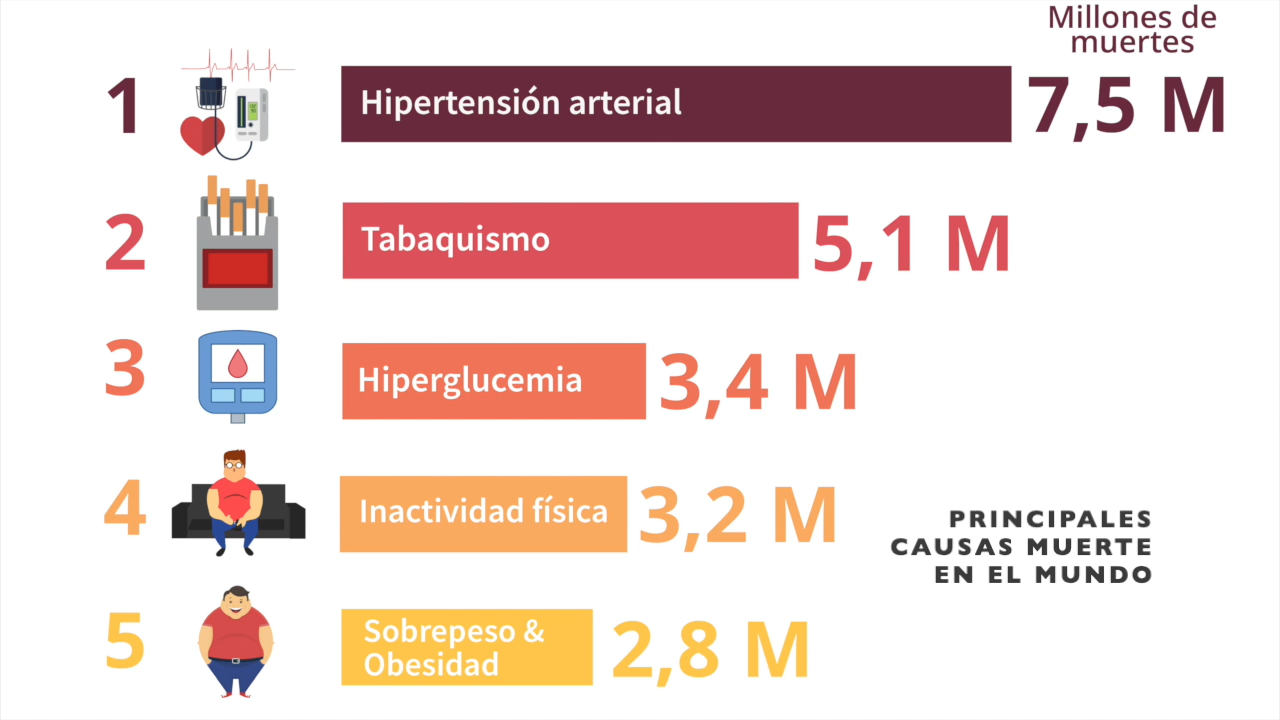 Millones de
muertes
1
Hipertensión arterial
7,5 M
2
Tabaquismo
5,1 M
3
Hiperglucemia
3,4 M
4
Inactividad física
3,2 M
PRINCIPALES
CAUSAS MUERTE
EN EL MUNDO
5
Sobrepeso &
Obesidad
2,8 M